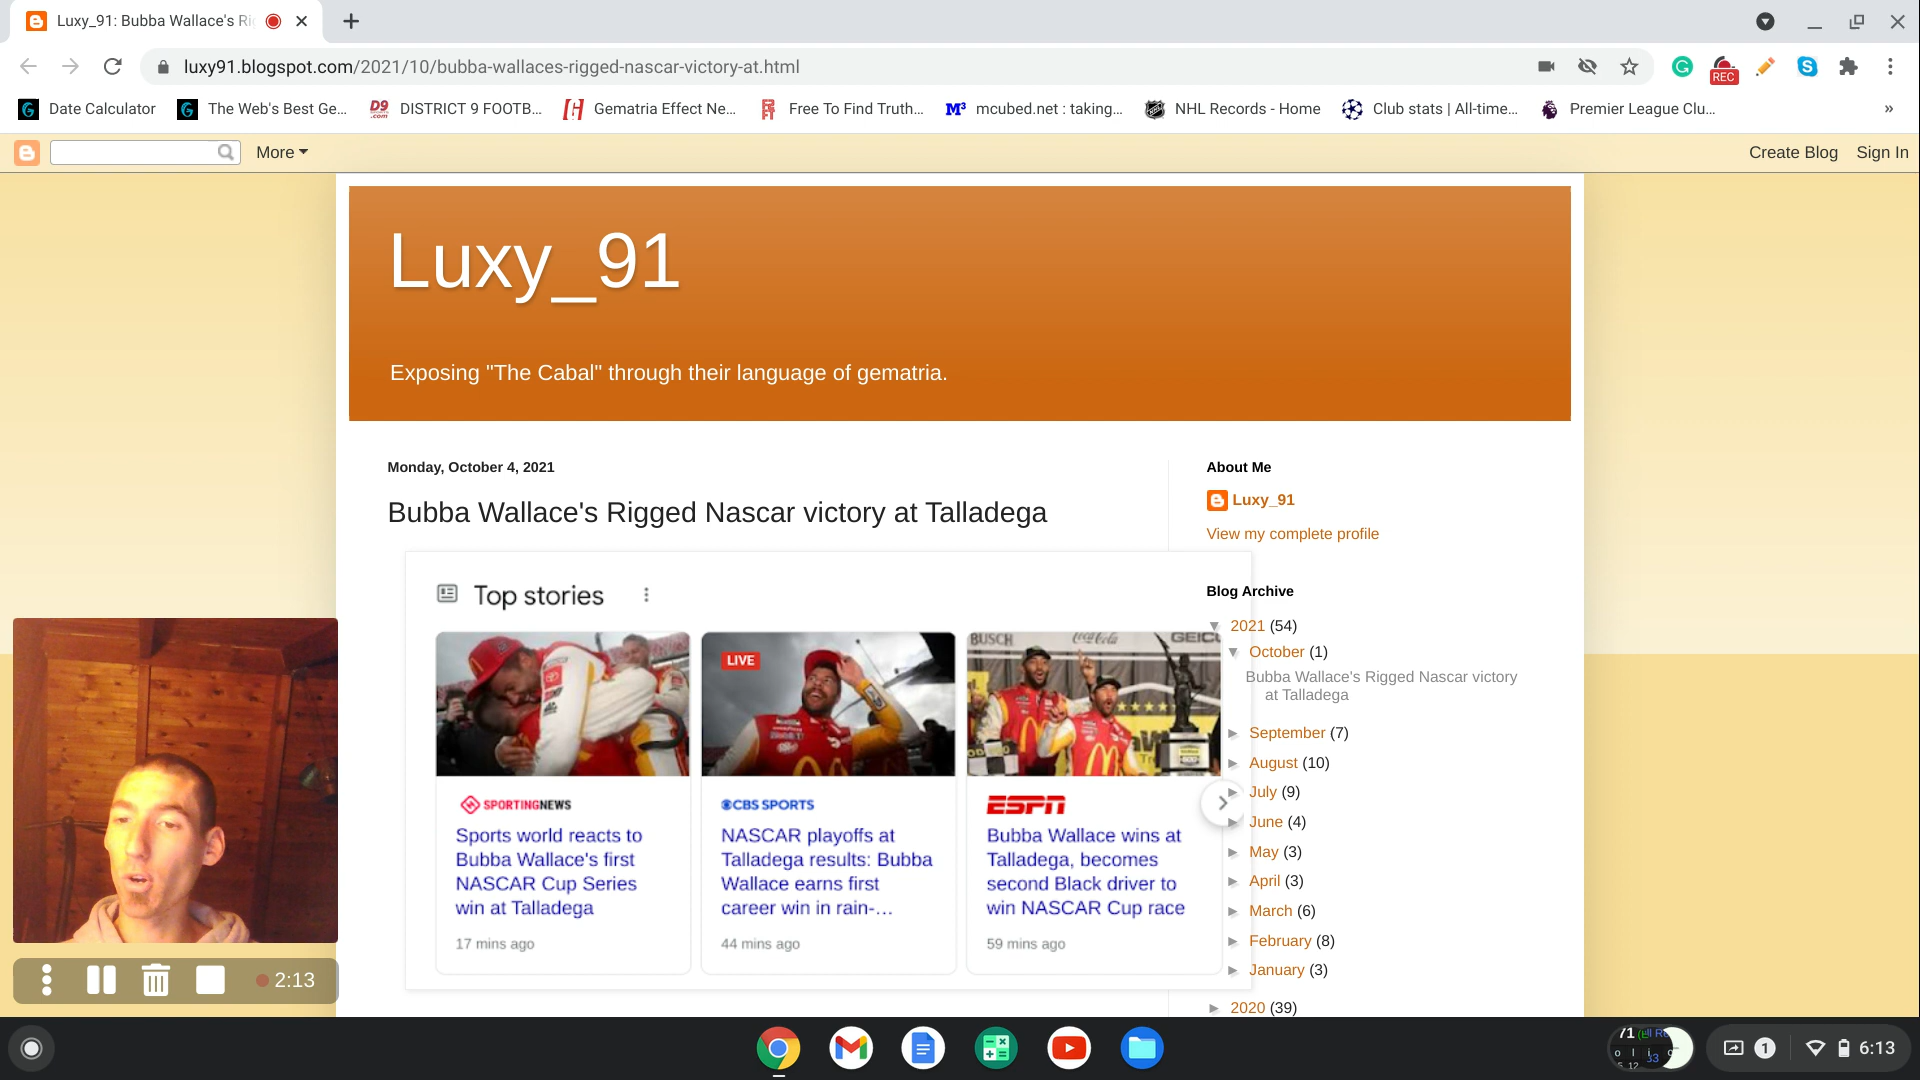 Luxy_91: Bubba Wallace's Ri
luxy91.blogspot.com/2021/10/bubba-wallaces-rigged-nascar-victory-at.html
REC
Date Calculator
The Web's Best Ge...
D9 .com
DISTRICT 9 FOOTB...
Gematria Effect Ne...
Free To Find Truth...
M³
mcubed.net : taking...
NHL Records - Home
Club stats | All-time...
Premier League Clu...
»
More
Create Blog
Sign In
Luxy_91
Exposing "The Cabal" through their language of gematria.
Monday, October 4, 2021
Bubba Wallace's Rigged Nascar victory at Talladega
Top stories
LIVE
BUSCH
Coca-Cola
GEIC
SPORTINGNEWS
Sports world reacts to
Bubba Wallace's first
NASCAR Cup Series
win at Talladega
17 mins ago
CBS SPORTS
NASCAR playoffs at
Talladega results: Bubba
Wallace earns first
career win in rain-...
44 mins ago
ESPN
Bubba Wallace wins at
Talladega, becomes
second Black driver to
win NASCAR Cup race
59 mins ago
About Me
Luxy_91
View my complete profile
Blog Archive
▼ 2021 (54)
▼ October (1)
Bubba Wallace's Rigged Nascar victory
at Talladega
► September (7)
► August (10)
► July (9)
► June (4)
► May (3)
► April (3)
► March (6)
► February (8)
► January (3)
► 2020 (39)
2:13
71
1
6:13